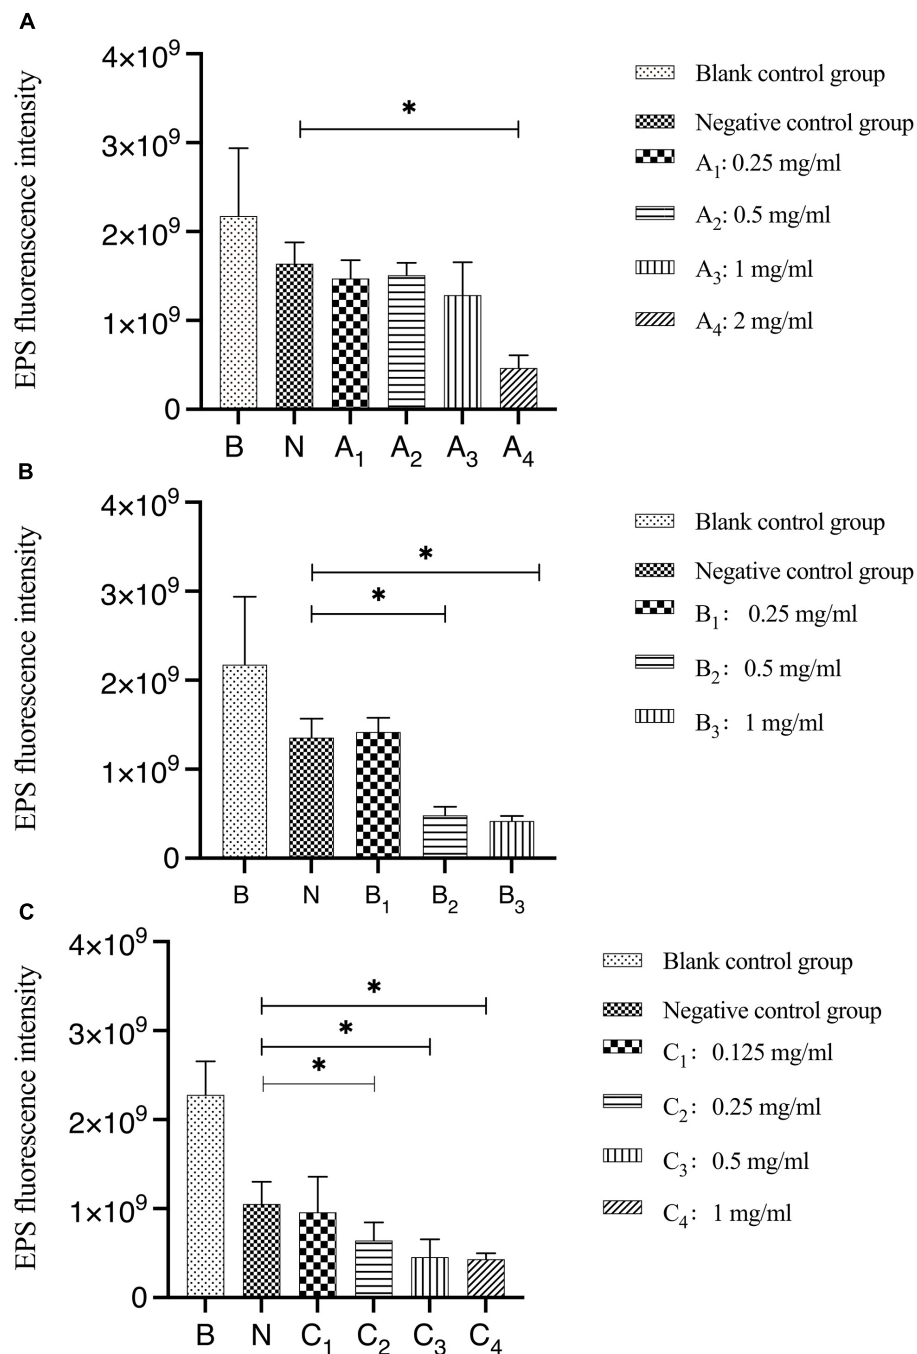 A
EPS fluorenscence intensity
4×10⁹
3×10⁹
2×10⁹
1×10⁹
0
*
B N A₁ A₂ A₃ A₄
Blank control group
Negative control group
A₁: 0.25 mg/ml
A₂: 0.5 mg/ml
A₃: 1 mg/ml
A₄: 2 mg/ml
B
EPS fluorescence intensity
4×10⁹
3×10⁹
2×10⁹
1×10⁹
0
*
*
B N B₁ B₂ B₃
Blank control group
Negative control group
B₁: 0.25 mg/ml
B₂: 0.5 mg/ml
B₃: 1 mg/ml
C
EPS fluorescence intensity
4×10⁹
3×10⁹
2×10⁹
1×10⁹
0
*
*
*
B N C₁ C₂ C₃ C₄
Blank control group
Negative control group
C₁: 0.125 mg/ml
C₂: 0.25 mg/ml
C₃: 0.5 mg/ml
C₄: 1 mg/ml